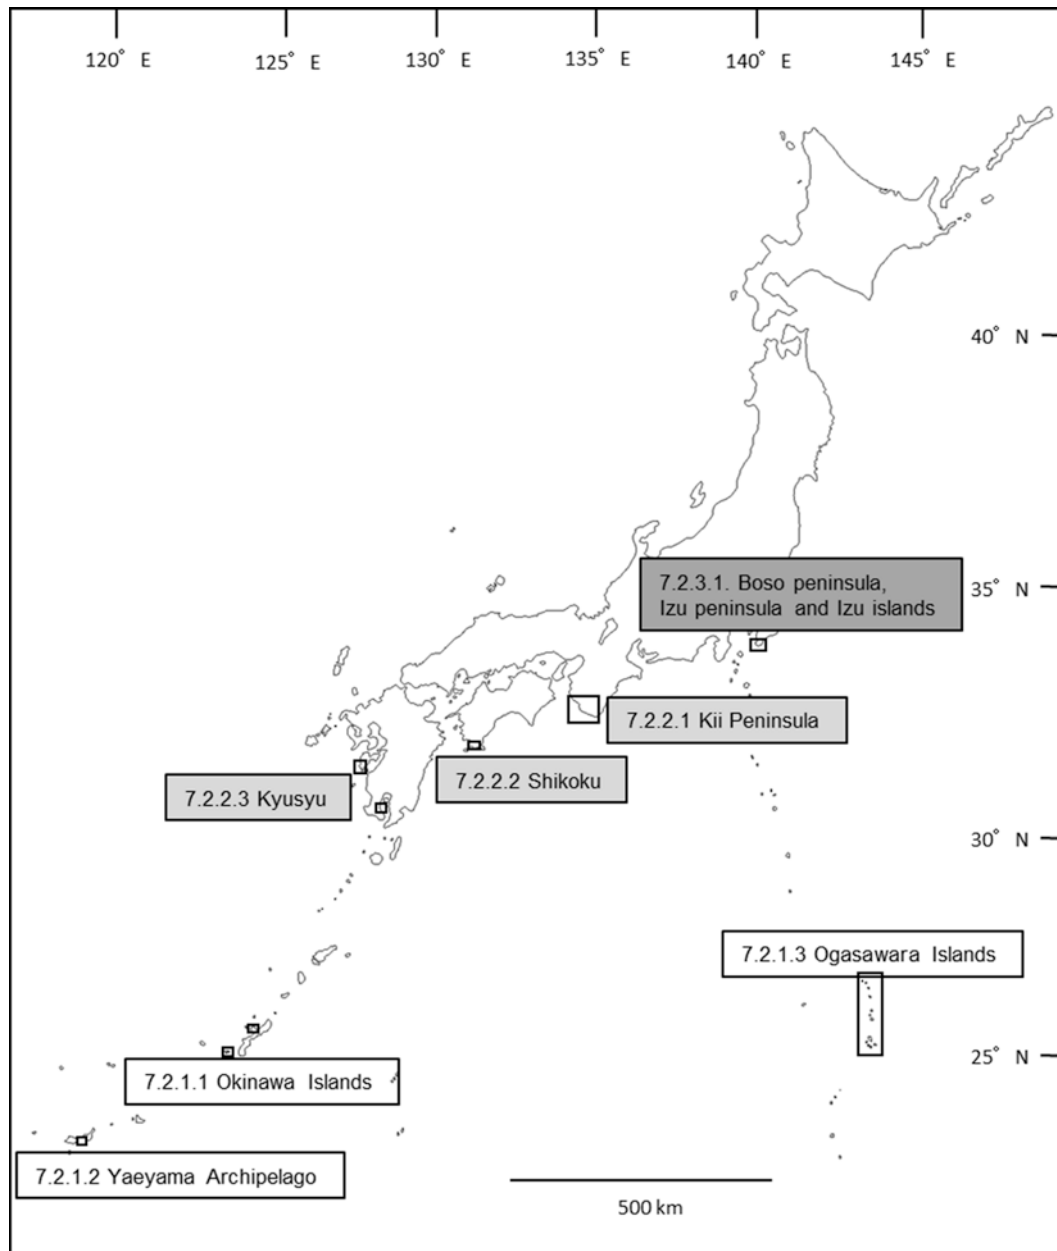 120° E
125° E
130° E
135° E
140° E
145° E
40° N
7.2.3.1. Boso peninsula,
Izu peninsula and Izu islands
35° N
7.2.2.1 Kii Peninsula
7.2.2.2 Shikoku
7.2.2.3 Kyusyu
30° N
7.2.1.3 Ogasawara Islands
25° N
7.2.1.1 Okinawa Islands
7.2.1.2 Yaeyama Archipelago
500 km